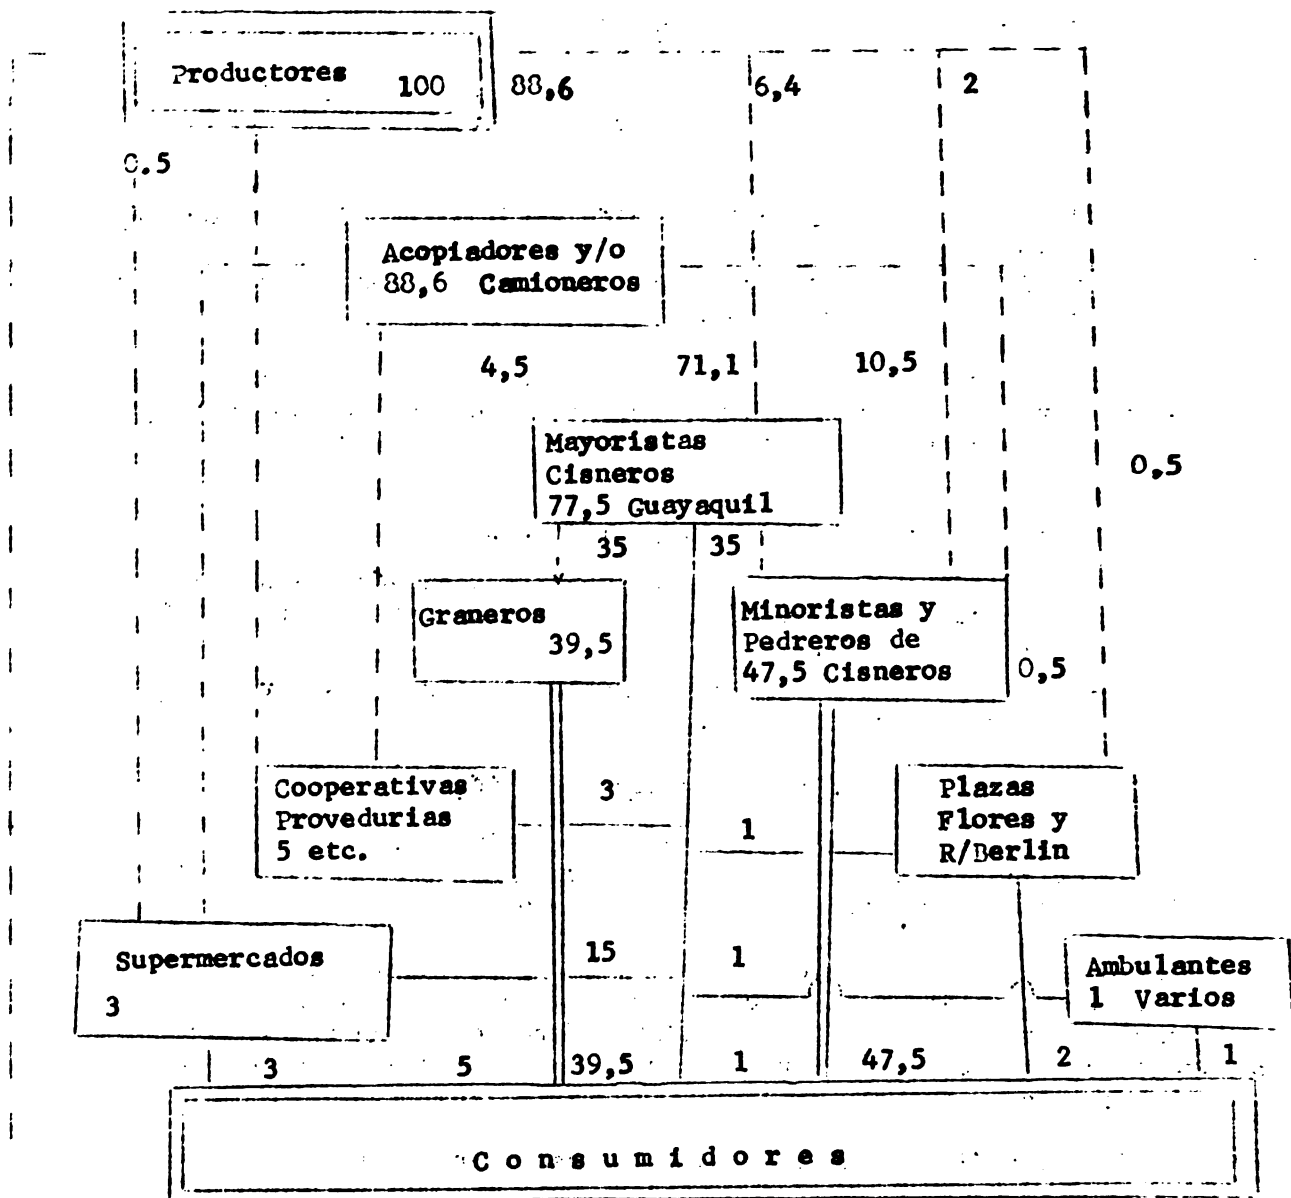 Productores 100
88,6
6,4
2
0.5
Acopiadores y/o
88,6 Camioneros
4,5
71,1
10,5
Mayoristas
Cisneros
77,5 Guayaquil
0,5
35
35
Graneros
39,5
Minoristas y
Pedreros de
47,5 Cisneros
0,5
Cooperativas
Provedurias
5 etc.
3
1
Plazas
Flores y
R/Berlin
Supermercados
3
15
1
Ambulantes
1 Varios
3
5
39,5
1
47,5
2
1
Consumidores